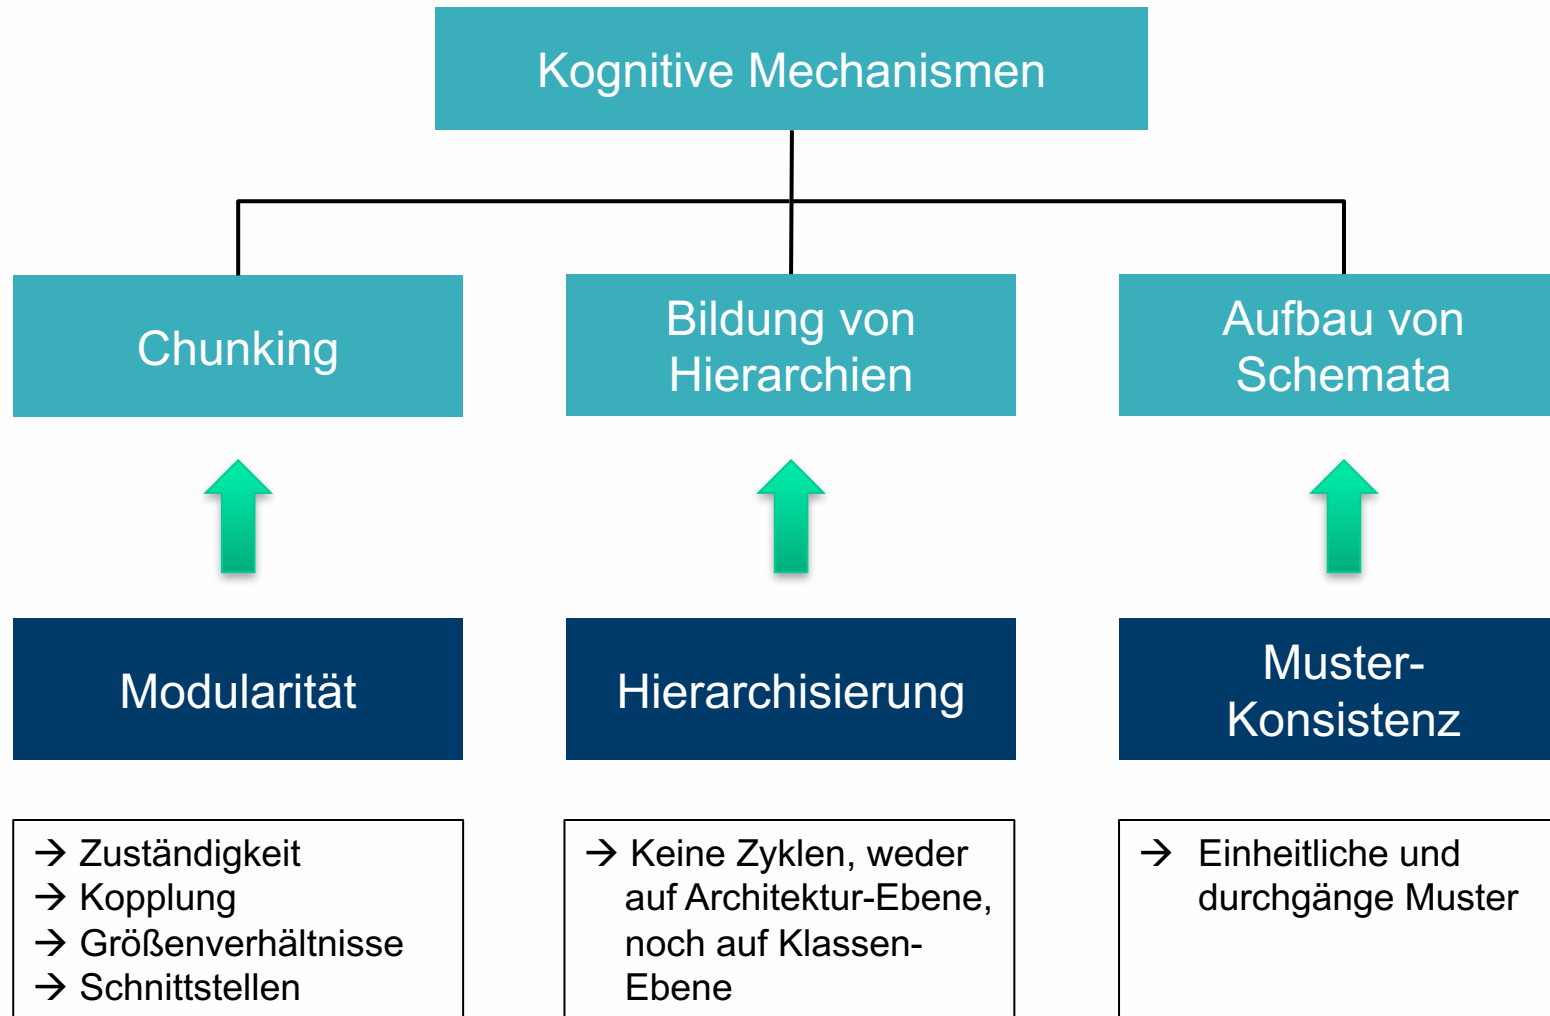 Kognitive Mechanismen
Chunking
Bildung von
Hierarchien
Aufbau von
Schemata
Modularität
Hierarchisierung
Muster-
Konsistenz
→ Zuständigkeit
→ Kopplung
→ Größenverhältnisse
→ Schnittstellen
→ Keine Zyklen, weder
auf Architektur-Ebene,
noch auf Klassen-
Ebene
→ Einheitliche und
durchgänge Muster